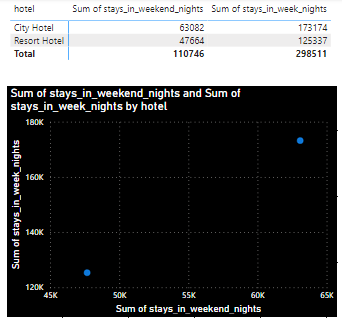 hotel Sum of stays_in_weekend_nights Sum of stays_in_week_nights
City Hotel 63082 173174
Resort Hotel 47664 125337
Total 110746 298511
Sum of stays_in_weekend_nights and Sum of
stays_in_week_nights by hotel
Sum of stays_in_week_nights
180K
160K
140K
120K
45K 50K 55K 60K 65K
Sum of stays_in_weekend_nights